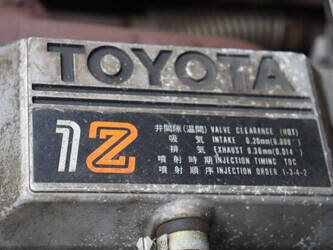 TOYOTA
1Z
弁間隙(温間) VALVE CLEARANCE (HOT)
吸 気 INTAKE 0.20mm(0.008")
排 気 EXHAUST 0.36mm(0.014")
噴射時期 INJECTION TIMING TDC
噴射順序 INJECTION ORDER 1-3-4-2